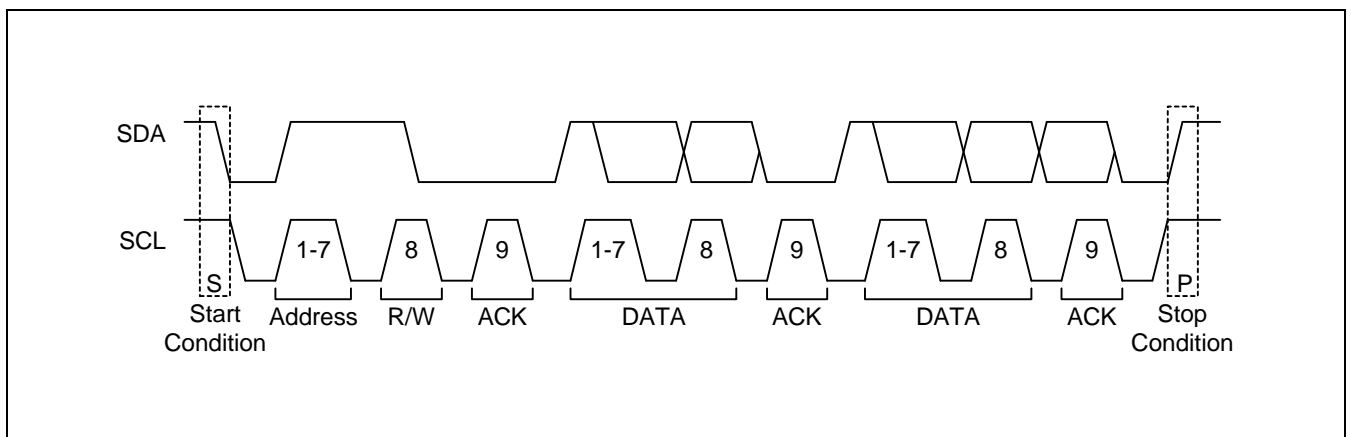 SDA
SCL
1-7
8
9
1-7
8
9
1-7
8
9
S
P
Start
Condition
Address
R/W
ACK
DATA
ACK
DATA
ACK
Stop
Condition